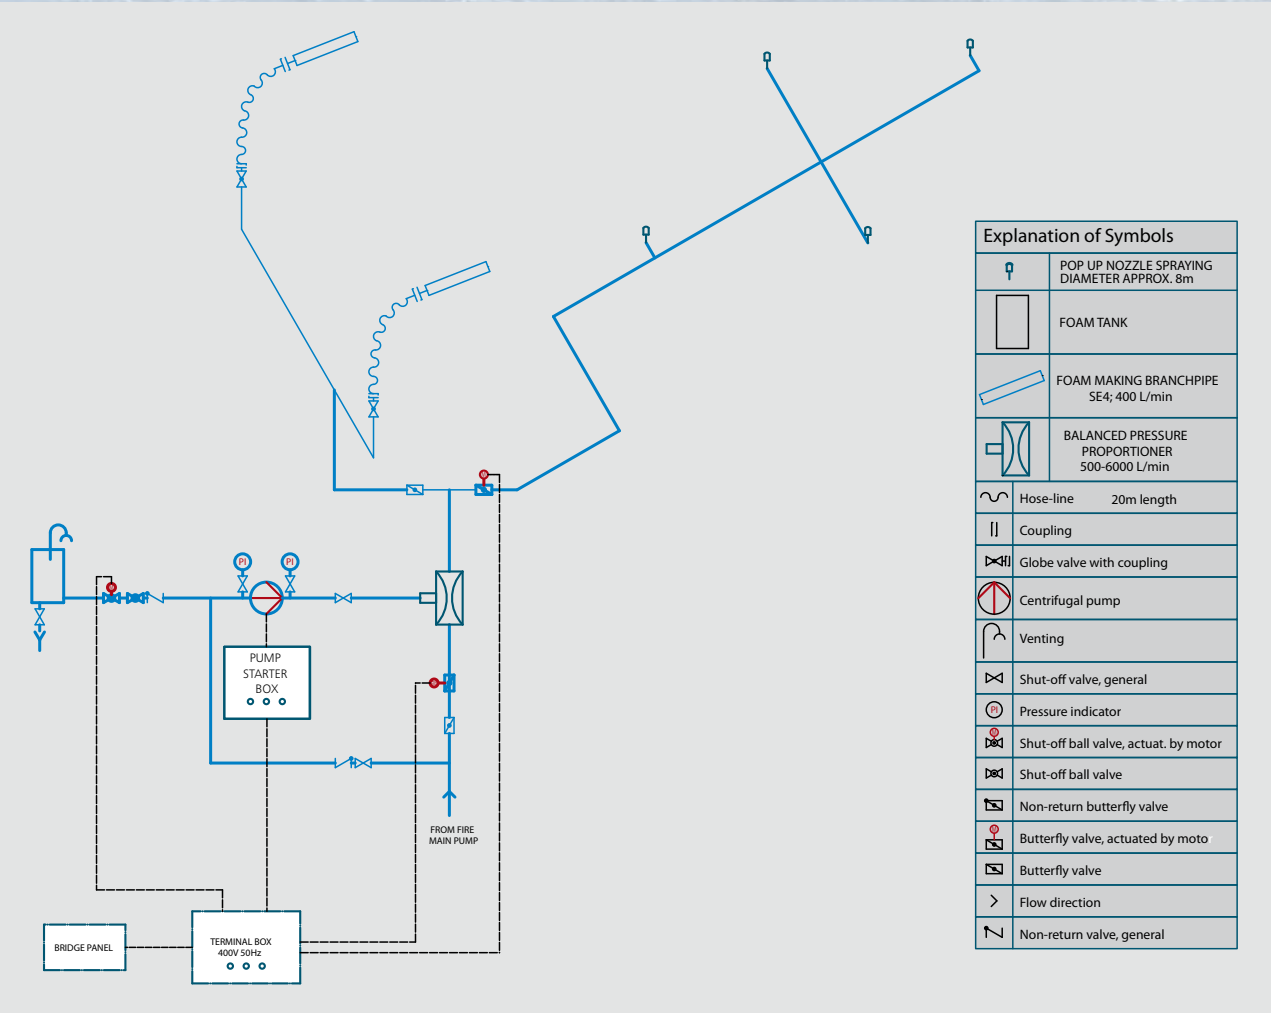 Explanation of Symbols
POP UP NOZZLE SPRAYING
DIAMETER APPROX. 8m
FOAM TANK
FOAM MAKING BRANCHPIPE
SE4; 400 L/min
BALANCED PRESSURE
PROPORTIONER
500-6000 L/min
Hose-line 20m length
Coupling
Globe valve with coupling
Centrifugal pump
Venting
Shut-off valve, general
PI
Pressure indicator
M
Shut-off ball valve, actuat. by motor
Shut-off ball valve
Non-return butterfly valve
M
Butterfly valve, actuated by motor
Butterfly valve
Flow direction
Non-return valve, general
M
PI
PI
M
PUMP
STARTER
BOX
M
FROM FIRE
MAIN PUMP
BRIDGE PANEL
TERMINAL BOX
400V 50Hz